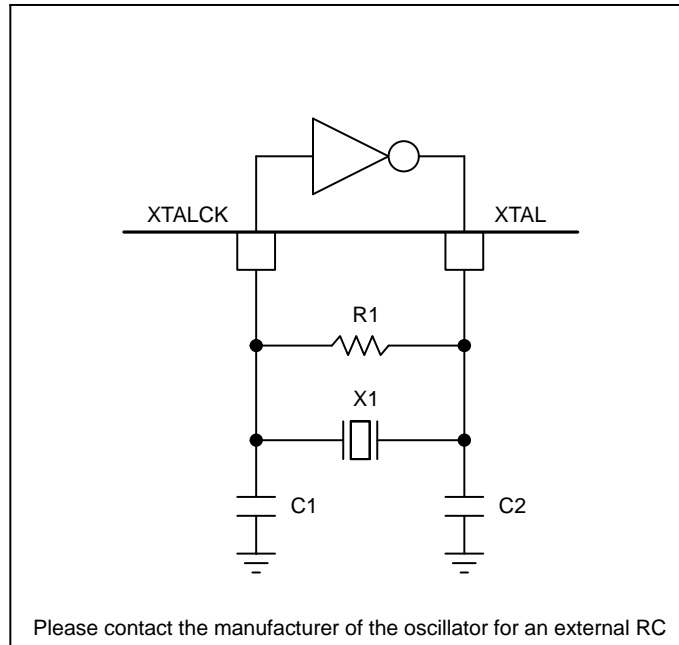 XTALCK
XTAL
R1
X1
C1
C2
Please contact the manufacturer of the oscillator for an external RC